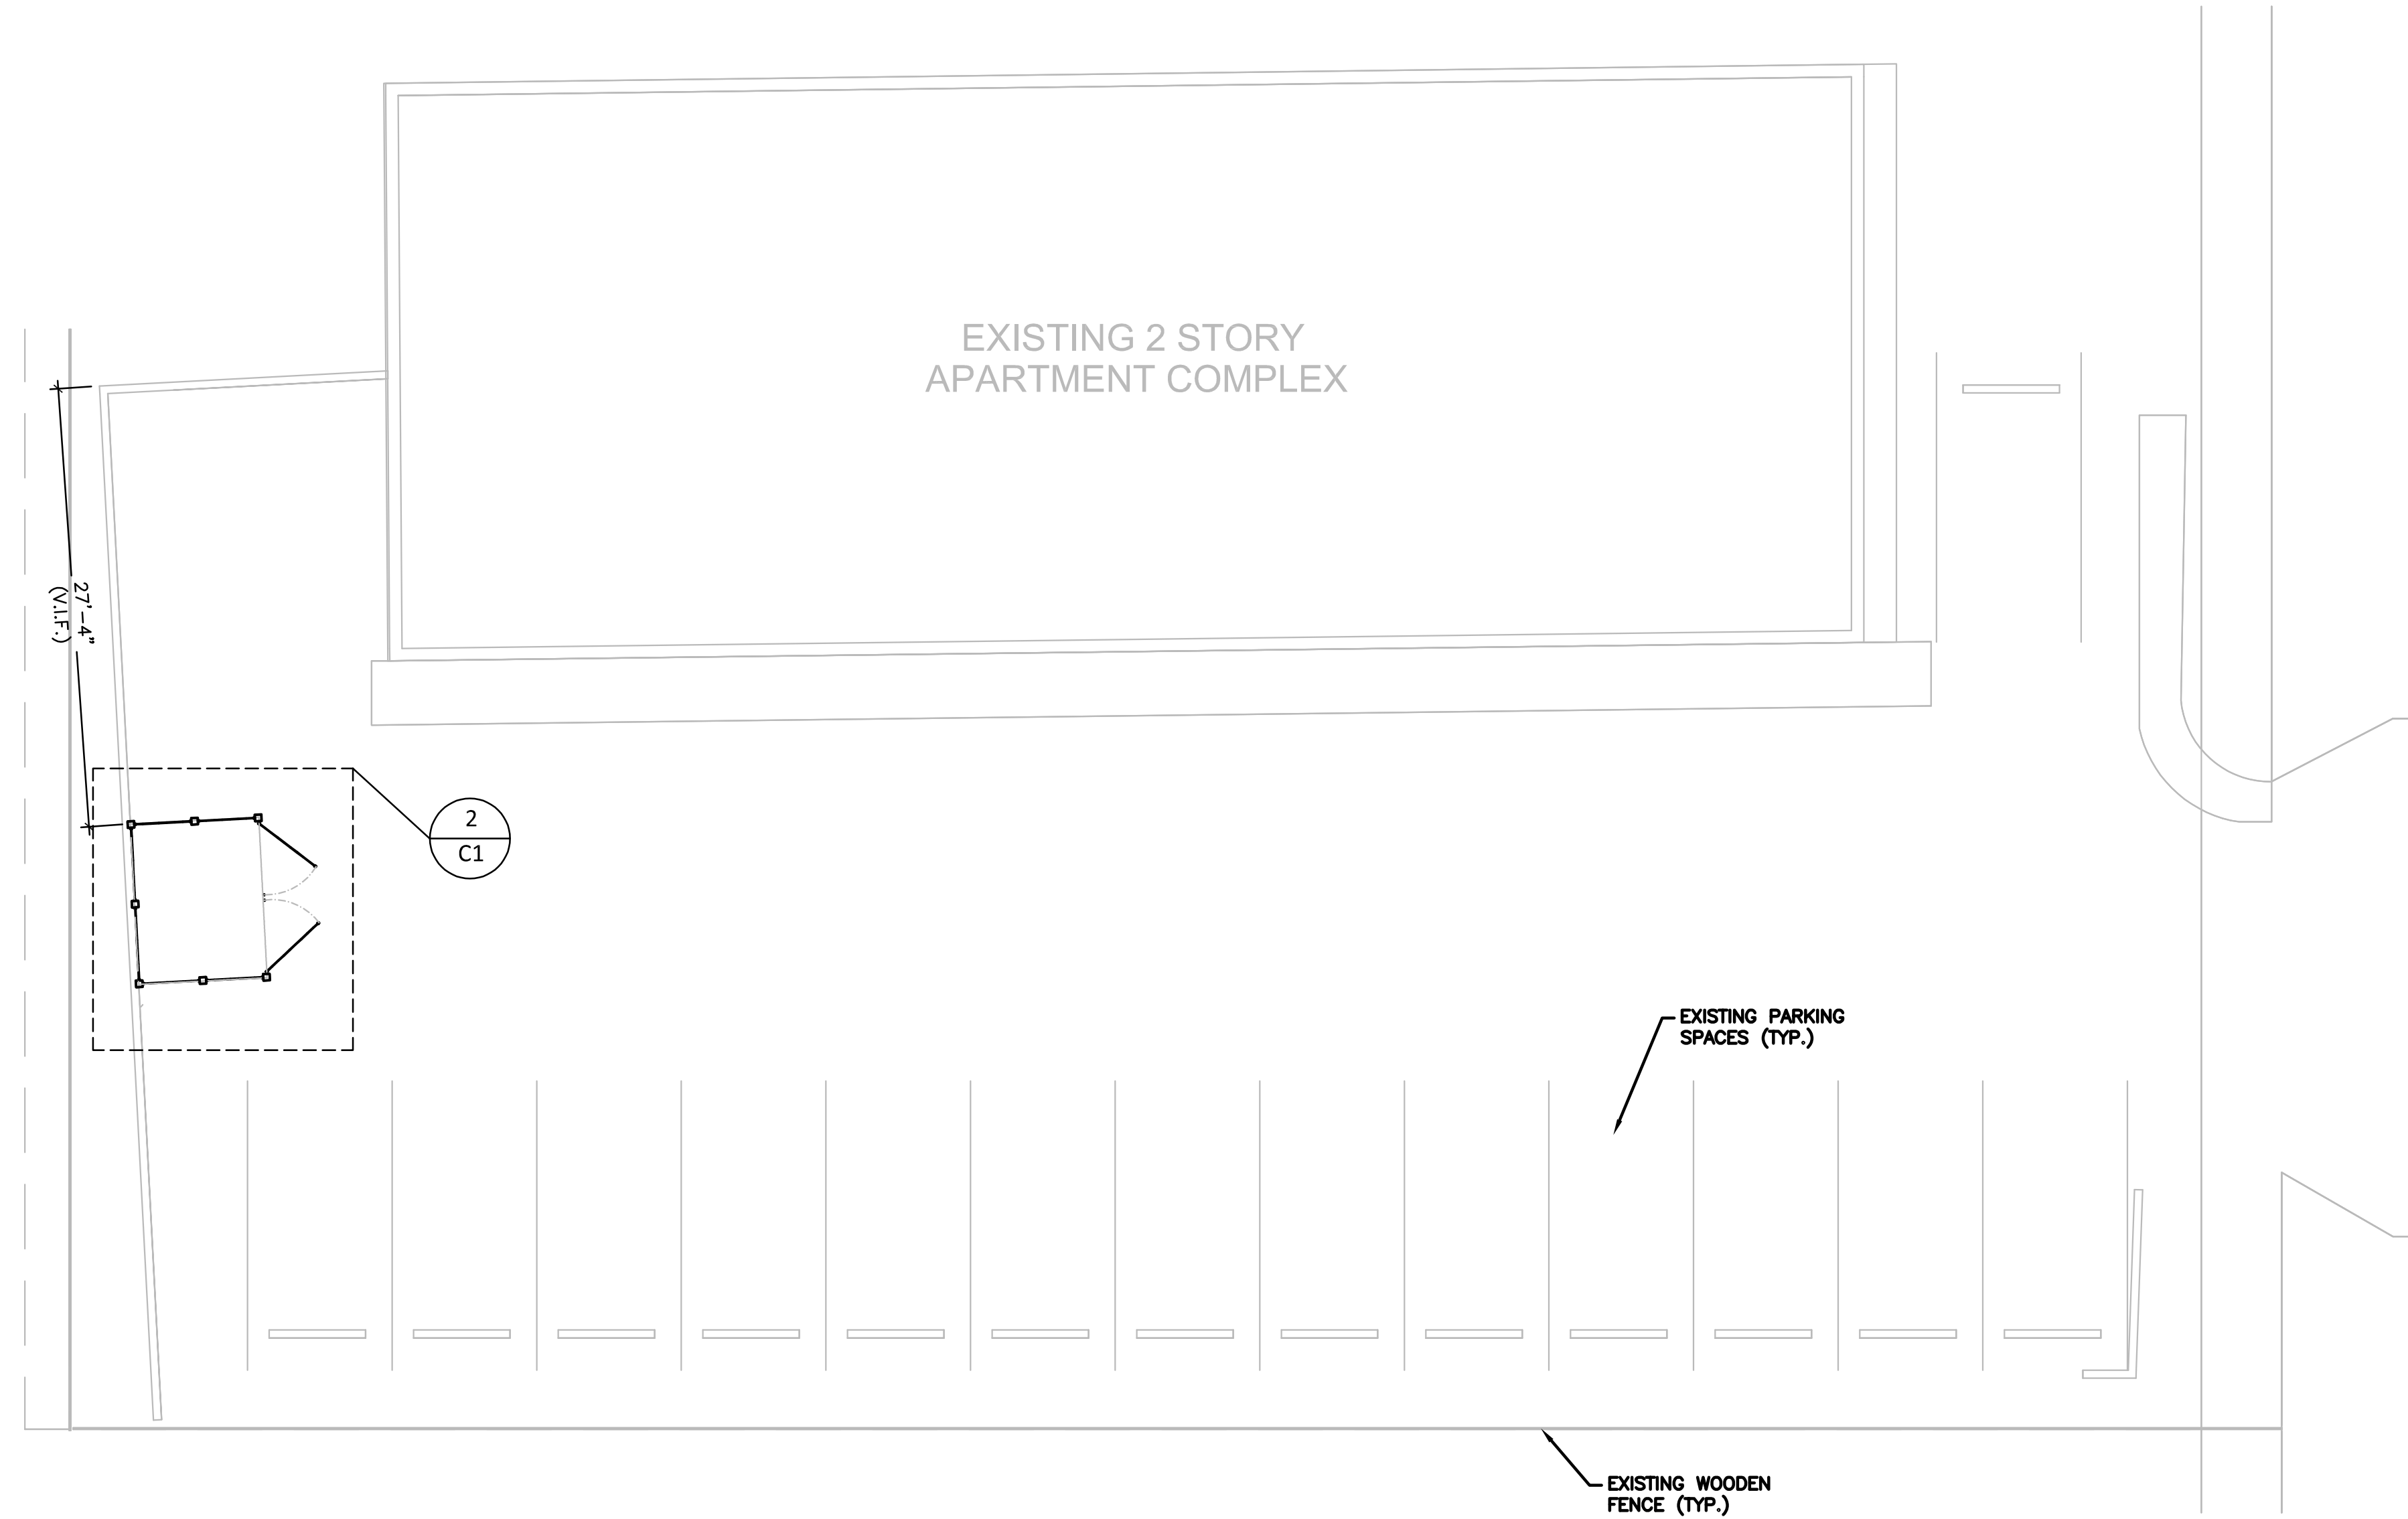 EXISTING 2 STORY
APARTMENT COMPLEX
27'-4"
(V.I.F.)
2
C1
EXISTING PARKING
SPACES (TYP.)
EXISTING WOODEN
FENCE (TYP.)